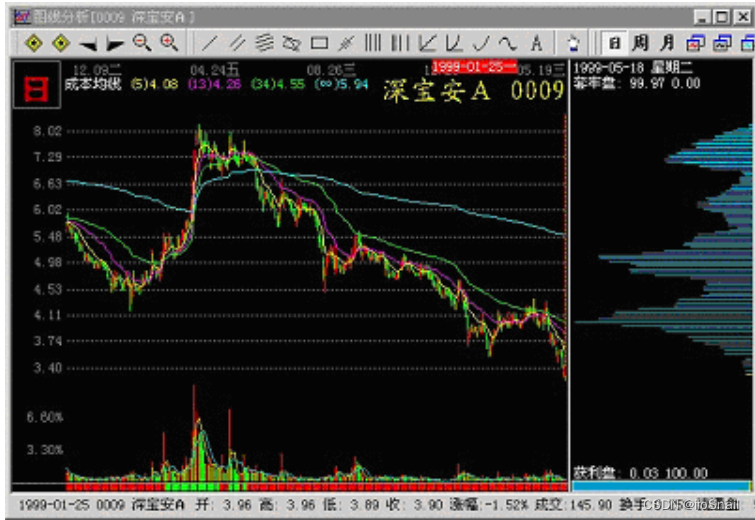 图线分析[0009 深宝安A]
A
日 周 月
日
12.09二 04.24五 08.26三 1999-01-25一 05.19三
成本均线 (5)4.08 (13)4.26 (34)4.55 (∞)5.94
深宝安A 0009
8.02
7.29
6.63
6.02
5.48
4.98
4.53
4.11
3.74
3.40
6.60%
3.30%
1999-05-18 星期二
套牢盘: 99.97 0.00
获利盘: 0.03 100.00
1999-01-25 0009 深宝安A 开: 3.96 高: 3.96 低: 3.89 收: 3.90 涨幅:-1.52% 成交:145.90 换手